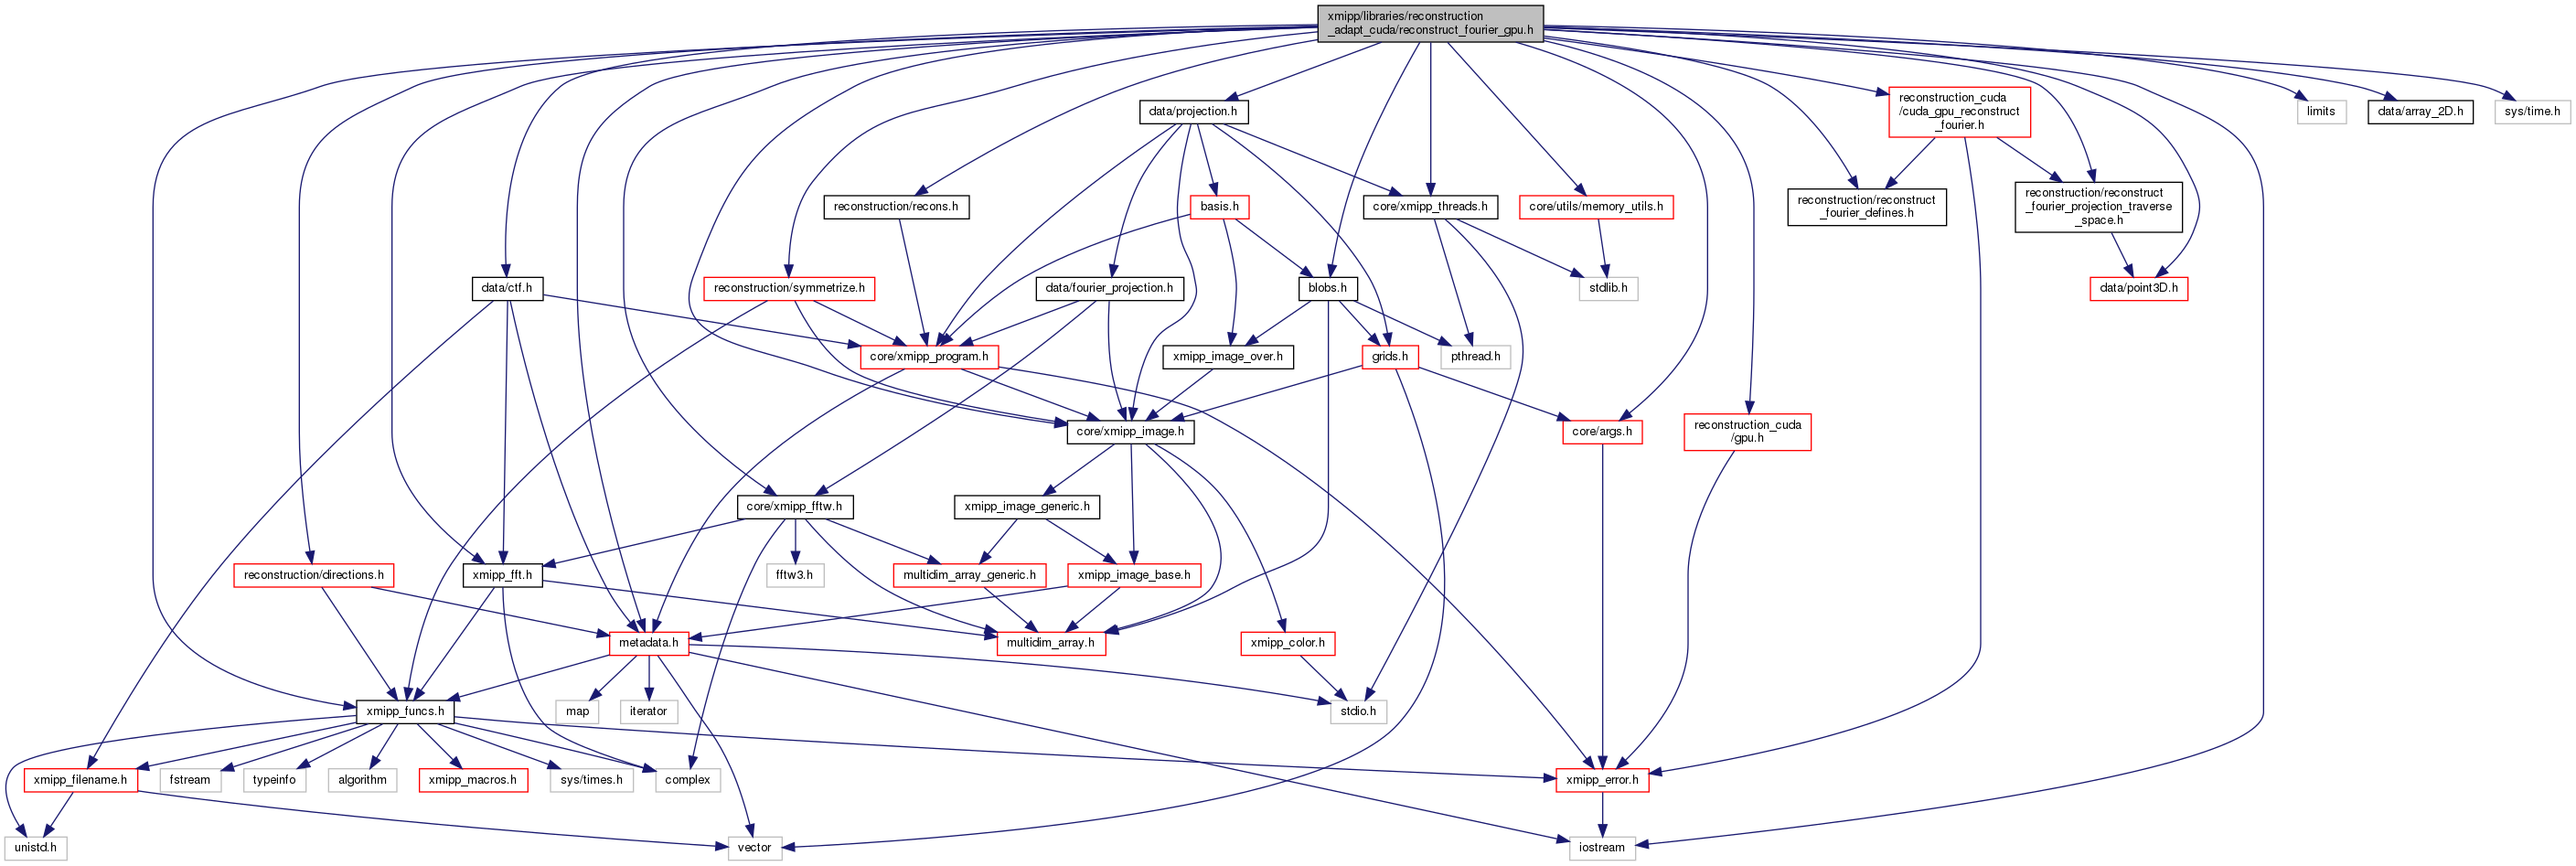 xmipp/libraries/reconstruction
_adapt_cuda/reconstruct_fourier_gpu.h
data/projection.h
reconstruction_cuda
/cuda_gpu_reconstruct
_fourier.h
limits
data/array_2D.h
sys/time.h
reconstruction/recons.h
basis.h
core/xmipp_threads.h
core/utils/memory_utils.h
reconstruction/reconstruct
_fourier_defines.h
reconstruction/reconstruct
_fourier_projection_traverse
_space.h
data/ctf.h
reconstruction/symmetrize.h
data/fourier_projection.h
blobs.h
stdlib.h
data/point3D.h
core/xmipp_program.h
xmipp_image_over.h
grids.h
pthread.h
core/xmipp_image.h
core/args.h
reconstruction_cuda
/gpu.h
core/xmipp_fftw.h
xmipp_image_generic.h
reconstruction/directions.h
xmipp_fft.h
fftw3.h
multidim_array_generic.h
xmipp_image_base.h
metadata.h
multidim_array.h
xmipp_color.h
xmipp_funcs.h
map
iterator
stdio.h
xmipp_filename.h
fstream
typeinfo
algorithm
xmipp_macros.h
sys/times.h
complex
xmipp_error.h
unistd.h
vector
iostream